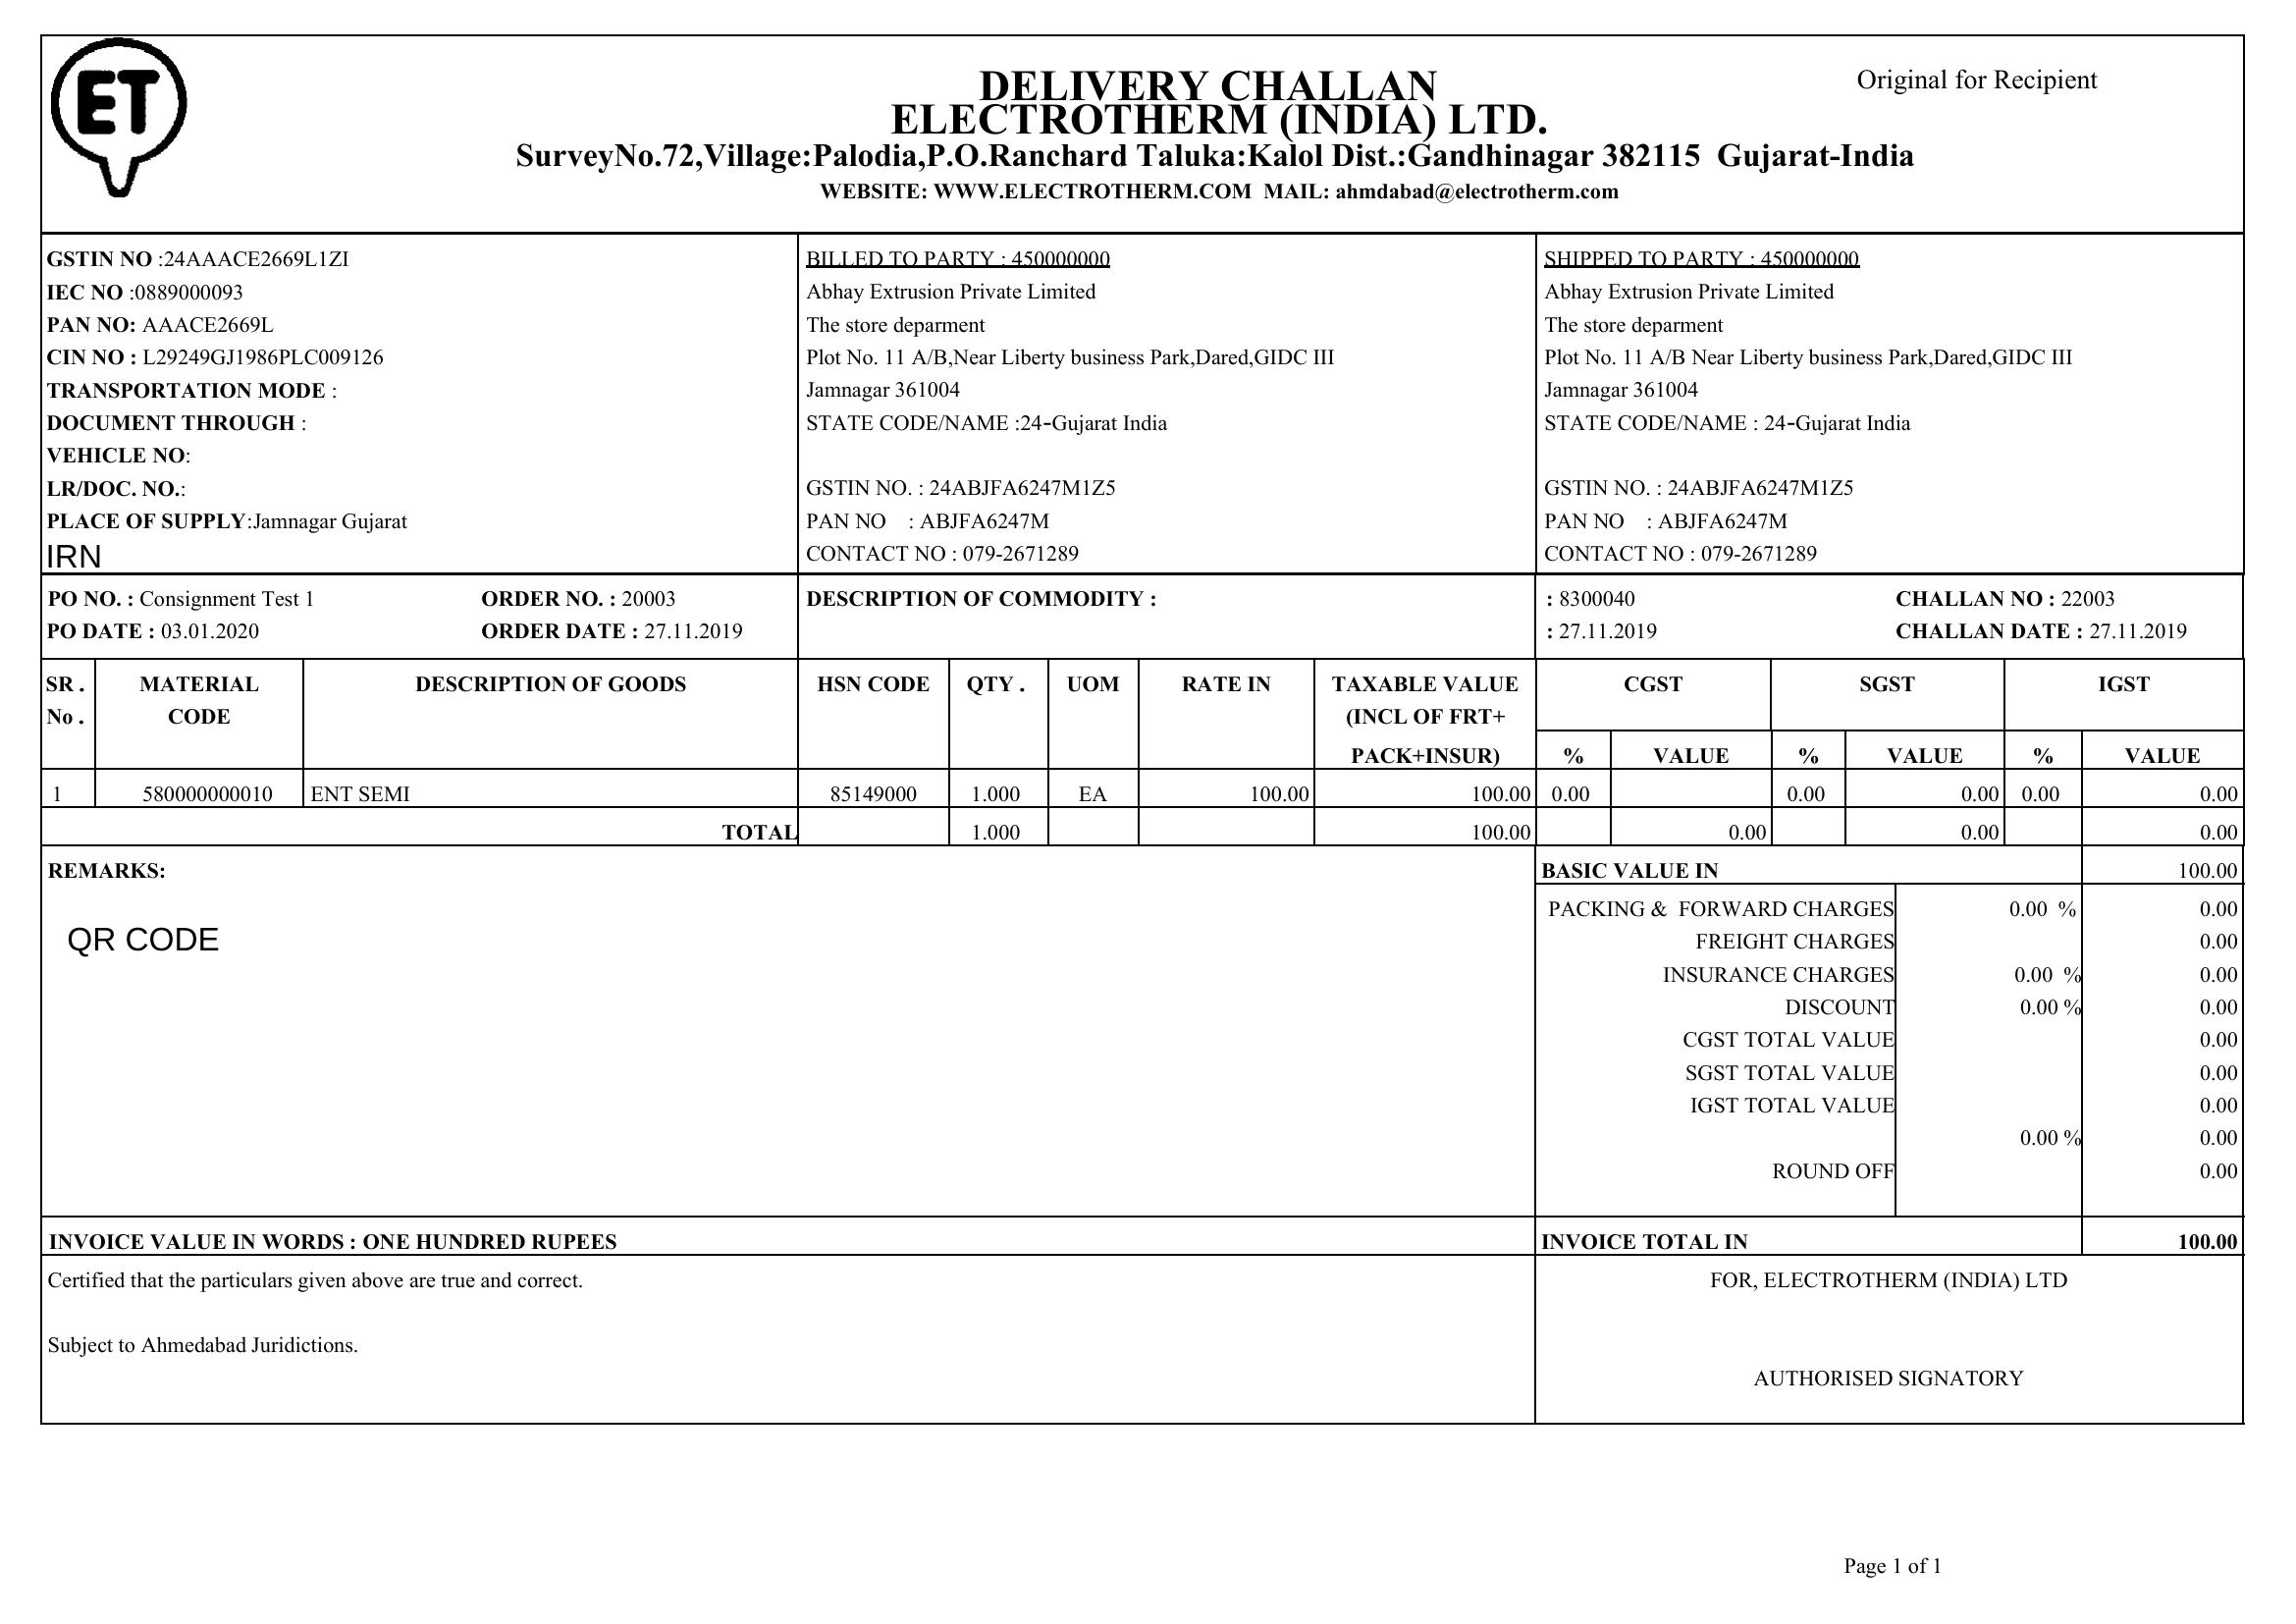 ET
DELIVERY CHALLAN
Original for Recipient
ELECTROTHERM (INDIA) LTD.
SurveyNo.72,Village:Palodia,P.O.Ranchard Taluka:Kalol Dist.:Gandhinagar 382115 Gujarat-India
WEBSITE: WWW.ELECTROTHERM.COM MAIL: ahmdabad@electrotherm.com
GSTIN NO :24AAACE2669L1ZI
IEC NO :0889000093
PAN NO: AAACE2669L
CIN NO : L29249GJ1986PLC009126
TRANSPORTATION MODE :
DOCUMENT THROUGH :
VEHICLE NO:
LR/DOC. NO.:
PLACE OF SUPPLY:Jamnagar Gujarat
IRN
BILLED TO PARTY : 450000000
Abhay Extrusion Private Limited
The store deparment
Plot No. 11 A/B,Near Liberty business Park,Dared,GIDC III
Jamnagar 361004
STATE CODE/NAME :24-Gujarat India
GSTIN NO. : 24ABJFA6247M1Z5
PAN NO : ABJFA6247M
CONTACT NO : 079-2671289
SHIPPED TO PARTY : 450000000
Abhay Extrusion Private Limited
The store deparment
Plot No. 11 A/B Near Liberty business Park,Dared,GIDC III
Jamnagar 361004
STATE CODE/NAME : 24-Gujarat India
GSTIN NO. : 24ABJFA6247M1Z5
PAN NO : ABJFA6247M
CONTACT NO : 079-2671289
PO NO. : Consignment Test 1 ORDER NO. : 20003 DESCRIPTION OF COMMODITY : : 8300040 CHALLAN NO : 22003
PO DATE : 03.01.2020 ORDER DATE : 27.11.2019 : 27.11.2019 CHALLAN DATE : 27.11.2019
SR . MATERIAL DESCRIPTION OF GOODS HSN CODE QTY . UOM RATE IN TAXABLE VALUE CGST SGST IGST
No . CODE (INCL OF FRT+
PACK+INSUR) % VALUE % VALUE % VALUE
1 580000000010 ENT SEMI 85149000 1.000 EA 100.00 100.00 0.00 0.00 0.00 0.00 0.00
TOTAL 1.000 100.00 0.00 0.00 0.00
REMARKS:
QR CODE
BASIC VALUE IN 100.00
PACKING & FORWARD CHARGES 0.00 % 0.00
FREIGHT CHARGES 0.00
INSURANCE CHARGES 0.00 % 0.00
DISCOUNT 0.00 % 0.00
CGST TOTAL VALUE 0.00
SGST TOTAL VALUE 0.00
IGST TOTAL VALUE 0.00
0.00 % 0.00
ROUND OFF 0.00
INVOICE VALUE IN WORDS : ONE HUNDRED RUPEES INVOICE TOTAL IN 100.00
Certified that the particulars given above are true and correct.
Subject to Ahmedabad Juridictions.
FOR, ELECTROTHERM (INDIA) LTD
AUTHORISED SIGNATORY
Page 1 of 1